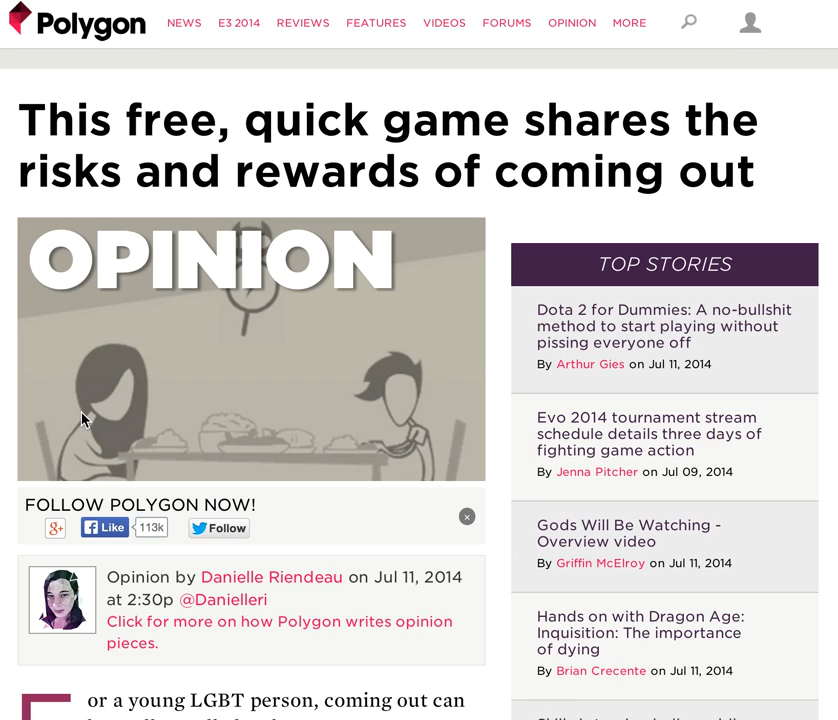 Polygon
NEWS E3 2014 REVIEWS FEATURES VIDEOS FORUMS OPINION MORE
This free, quick game shares the
risks and rewards of coming out
OPINION
FOLLOW POLYGON NOW!
g+ Like 113k Follow
Opinion by Danielle Riendeau on Jul 11, 2014
at 2:30p @Danielleri
Click for more on how Polygon writes opinion
pieces.
For a young LGBT person, coming out can
TOP STORIES
Dota 2 for Dummies: A no-bullshit
method to start playing without
pissing everyone off
By Arthur Gies on Jul 11, 2014
Evo 2014 tournament stream
schedule details three days of
fighting game action
By Jenna Pitcher on Jul 09, 2014
Gods Will Be Watching -
Overview video
By Griffin McElroy on Jul 11, 2014
Hands on with Dragon Age:
Inquisition: The importance
of dying
By Brian Crecente on Jul 11, 2014